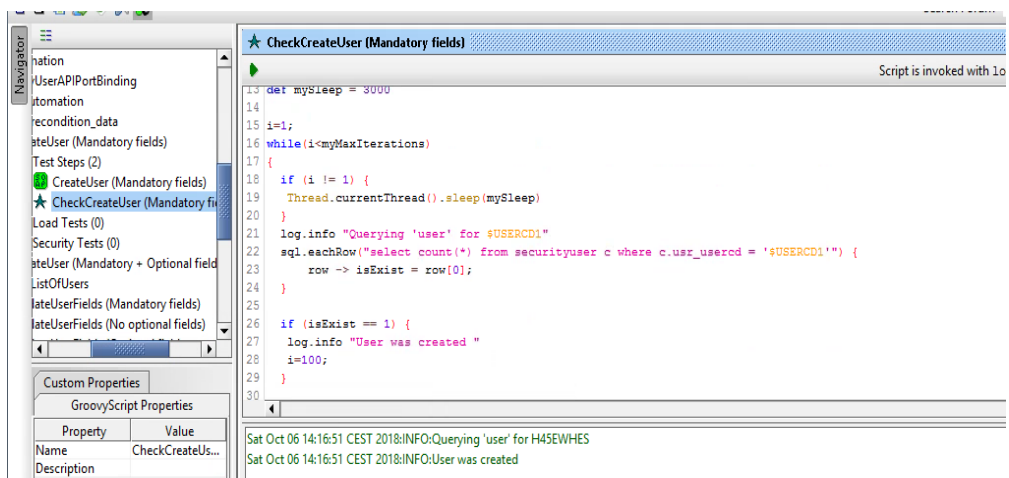 Navigator
nation
UserAPIPortBinding
tomation
recondition_data
ateUser (Mandatory fields)
Test Steps (2)
CreateUser (Mandatory fields)
CheckCreateUser (Mandatory fi
Load Tests (0)
Security Tests (0)
ateUser (Mandatory + Optional field
ListOfUsers
lateUserFields (Mandatory fields)
lateUserFields (No optional fields)
Custom Properties
GroovyScript Properties
Property Value
Name CheckCreateUs...
Description
CheckCreateUser (Mandatory fields)
Script is invoked with lo
13 def mySleep = 3000
14
15 i=1;
16 while(i<myMaxIterations)
17 {
18 if (i != 1) {
19 Thread.currentThread().sleep(mySleep)
20 }
21 log.info "Querying 'user' for $USERCD1"
22 sql.eachRow("select count(*) from securityuser c where c.usr_usercd = '$USERCD1'") {
23 row -> isExist = row[0];
24 }
25
26 if (isExist == 1) {
27 log.info "User was created "
28 i=100;
29 }
30
Sat Oct 06 14:16:51 CEST 2018:INFO:Querying 'user' for H45EWHES
Sat Oct 06 14:16:51 CEST 2018:INFO:User was created